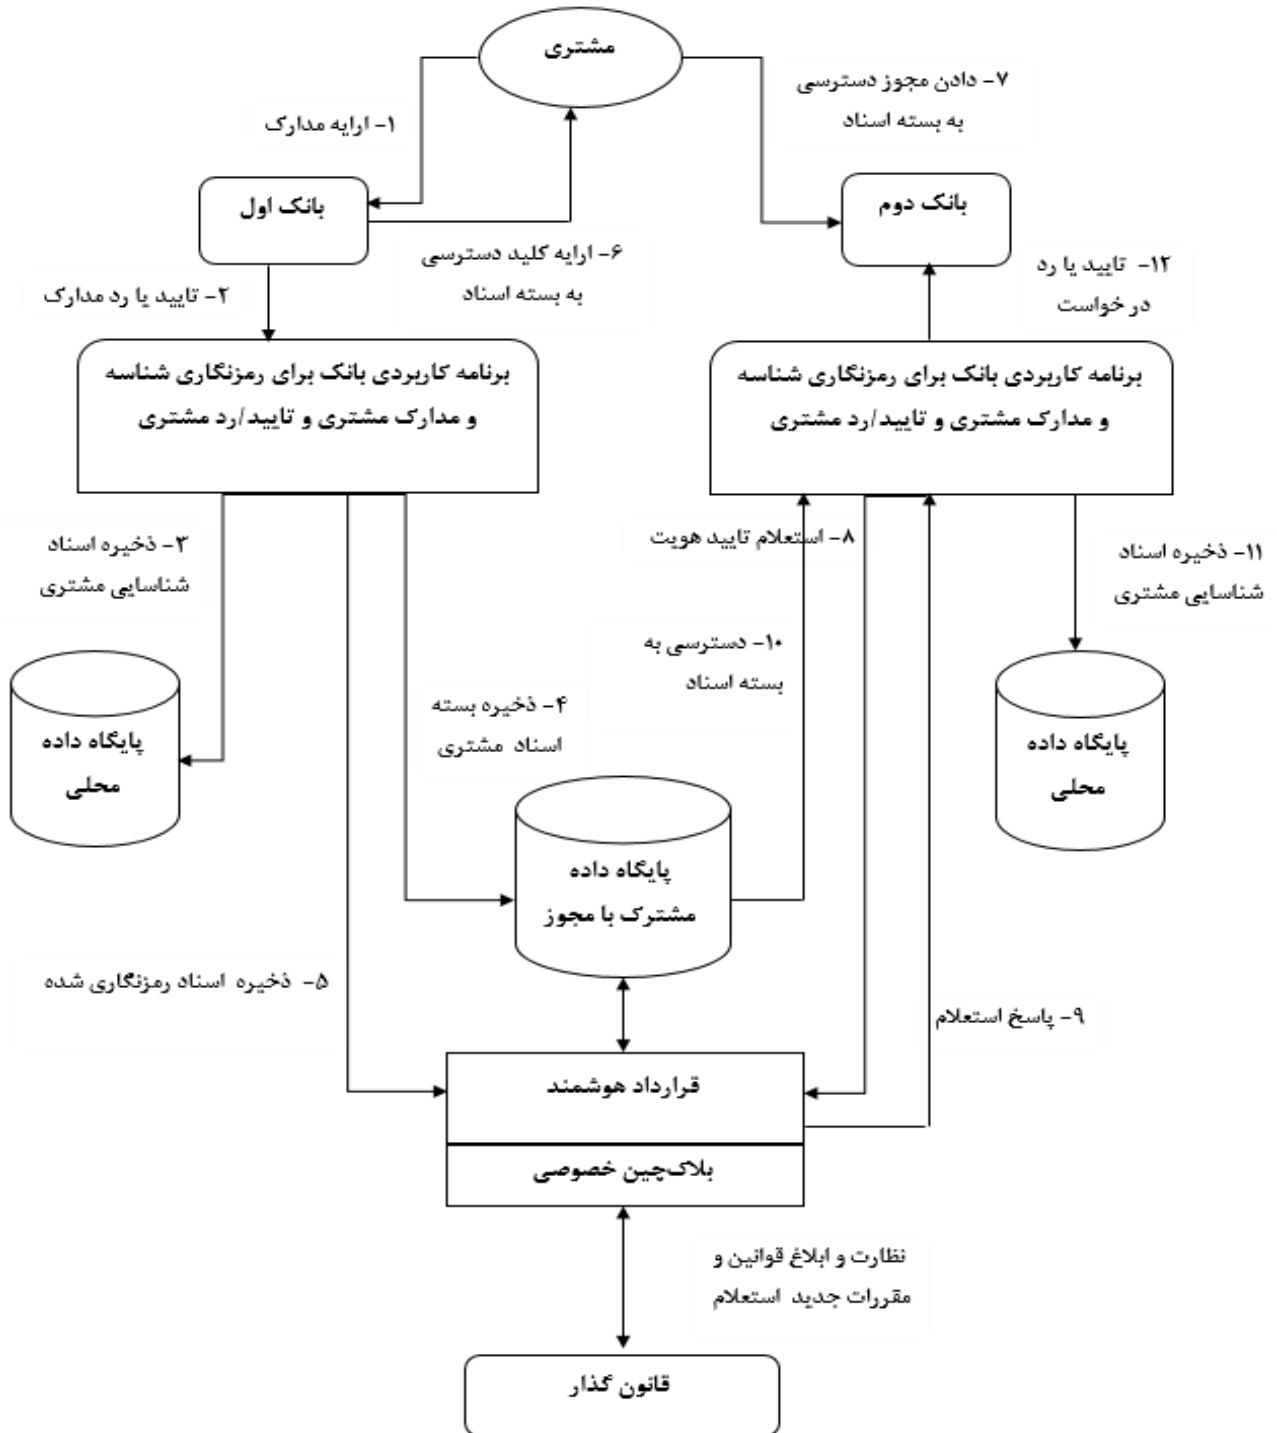 مشتری
۷- دادن مجوز دسترسی
به بسته اسناد
۱- ارایه مدارک
بانک اول
بانک دوم
۶- ارایه کلید دسترسی
به بسته اسناد
۲- تایید یا رد مدارک
۱۲- تایید یا رد
در خواست
برنامه کاربردی بانک برای رمزنگاری شناسه
و مدارک مشتری و تایید/رد مشتری
برنامه کاربردی بانک برای رمزنگاری شناسه
و مدارک مشتری و تایید/رد مشتری
۳- ذخیره اسناد
شناسایی مشتری
۸- استعلام تایید هویت
۱۱- ذخیره اسناد
شناسایی مشتری
۱۰- دسترسی به
بسته اسناد
۴- ذخیره بسته
اسناد مشتری
پایگاه داده
محلی
پایگاه داده
محلی
پایگاه داده
مشترک با مجوز
۵- ذخیره اسناد رمزنگاری شده
۹- پاسخ استعلام
قرارداد هوشمند
بلاک‌چین خصوصی
نظارت و ابلاغ قوانین و
مقررات جدید استعلام
قانون گذار